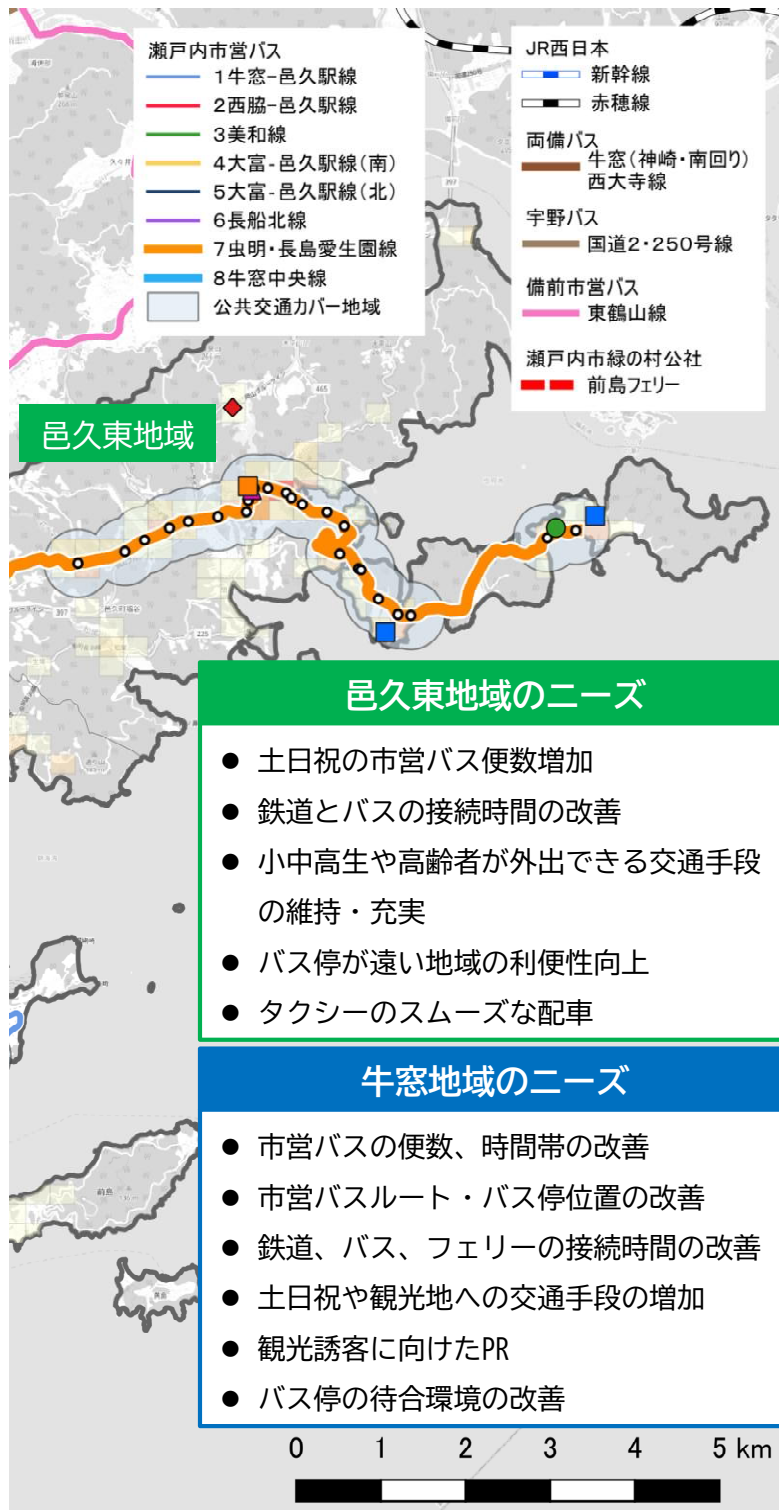 瀬戸内市営バス
1牛窓-邑久駅線
2西脇-邑久駅線
3美和線
4大富-邑久駅線(南)
5大富-邑久駅線(北)
6長船北線
7虫明・長島愛生園線
8牛窓中央線
公共交通カバー地域
JR西日本
新幹線
赤穂線
両備バス
牛窓(神崎・南回り)
西大寺線
宇野バス
国道2・250号線
備前市営バス
東鶴山線
瀬戸内市緑の村公社
前島フェリー
397
465
邑久東地域
397
225
邑久東地域のニーズ
● 土日祝の市営バス便数増加
● 鉄道とバスの接続時間の改善
● 小中高生や高齢者が外出できる交通手段
の維持・充実
● バス停が遠い地域の利便性向上
● タクシーのスムーズな配車
牛窓地域のニーズ
● 市営バスの便数、時間帯の改善
● 市営バスルート・バス停位置の改善
● 鉄道、バス、フェリーの接続時間の改善
● 土日祝や観光地への交通手段の増加
● 観光誘客に向けたPR
● バス停の待合環境の改善
前島
0 1 2 3 4 5 km